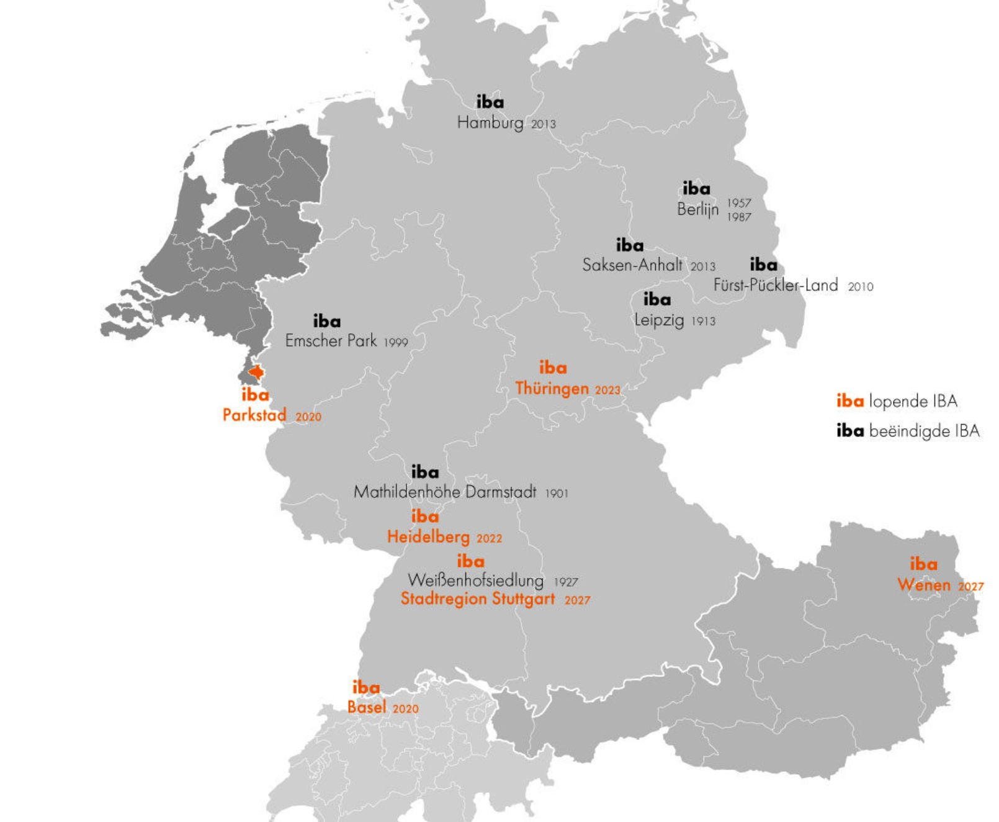 iba
Hamburg 2013
iba
Berlijn 1957
1987
iba
Saksen-Anhalt 2013
iba
Fürst-Pückler-Land 2010
iba
Leipzig 1913
iba
Emscher Park 1999
iba
Thüringen 2023
iba
Parkstad 2020
iba lopende IBA
iba beëindigde IBA
iba
Mathildenhöhe Darmstadt 1901
iba
Heidelberg 2022
iba
Weißenhofsiedlung 1927
Stadtregion Stuttgart 2027
iba
Wenen 2027
iba
Basel 2020